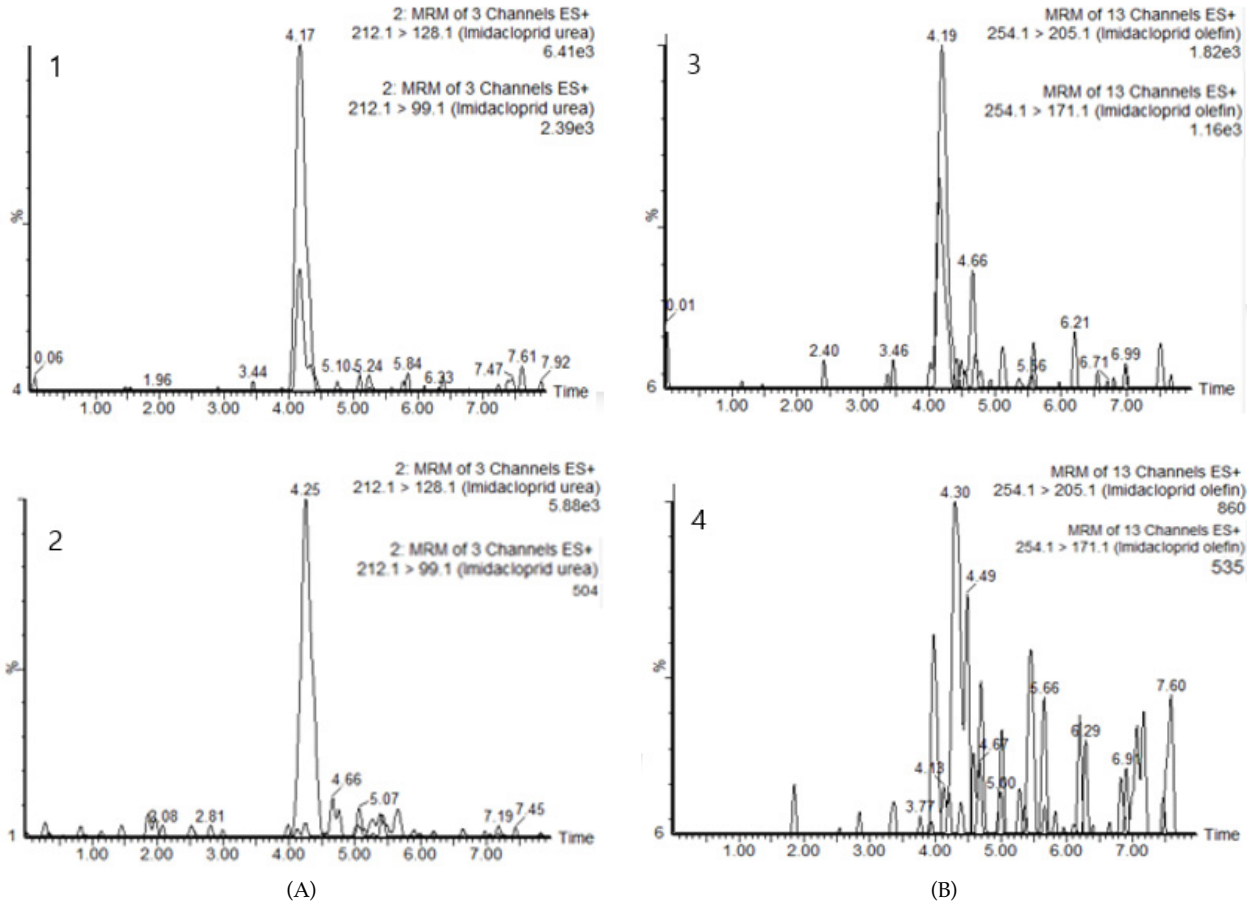 1
2: MRM of 3 Channels ES+
212.1 > 128.1 (Imidacloprid urea)
6.41e3
2: MRM of 3 Channels ES+
212.1 > 99.1 (Imidacloprid urea)
2.39e3
4.17
%
0.06
1.96
3.44
5.10
5.24
5.84
6.33
7.47
7.61
7.92
4
Time
1.00 2.00 3.00 4.00 5.00 6.00 7.00
3
MRM of 13 Channels ES+
254.1 > 205.1 (Imidacloprid olefin)
1.82e3
MRM of 13 Channels ES+
254.1 > 171.1 (Imidacloprid olefin)
1.16e3
4.19
%
0.01
2.40
3.46
4.66
6.21
6.71
6.99
6
Time
1.00 2.00 3.00 4.00 5.00 6.00 7.00
2
2: MRM of 3 Channels ES+
212.1 > 128.1 (Imidacloprid urea)
5.88e3
2: MRM of 3 Channels ES+
212.1 > 99.1 (Imidacloprid urea)
504
4.25
%
2.81
4.66
5.07
7.19
7.45
1
Time
1.00 2.00 3.00 4.00 5.00 6.00 7.00
4
MRM of 13 Channels ES+
254.1 > 205.1 (Imidacloprid olefin)
860
MRM of 13 Channels ES+
254.1 > 171.1 (Imidacloprid olefin)
535
4.30
4.49
%
3.77
4.13
4.67
5.00
5.66
6.29
7.60
6
Time
1.00 2.00 3.00 4.00 5.00 6.00 7.00
(A)
(B)